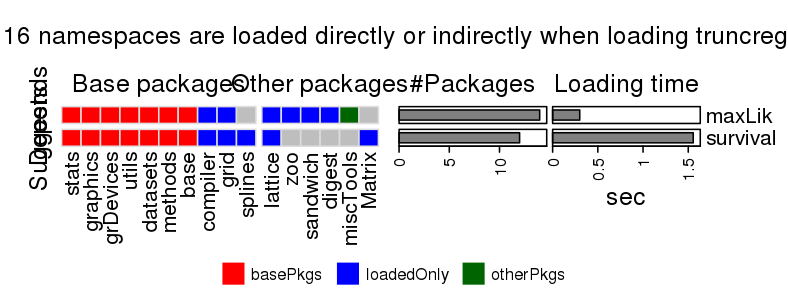 16 namespaces are loaded directly or indirectly when loading truncreg
Base packages
Other packages
#Packages
Loading time
Depends
Suggests
maxLik
survival
stats
graphics
grDevices
utils
datasets
methods
base
compiler
grid
splines
lattice
zoo
sandwich
digest
miscTools
Matrix
0 5 10
0 0.5 1 1.5
sec
basePkgs loadedOnly otherPkgs